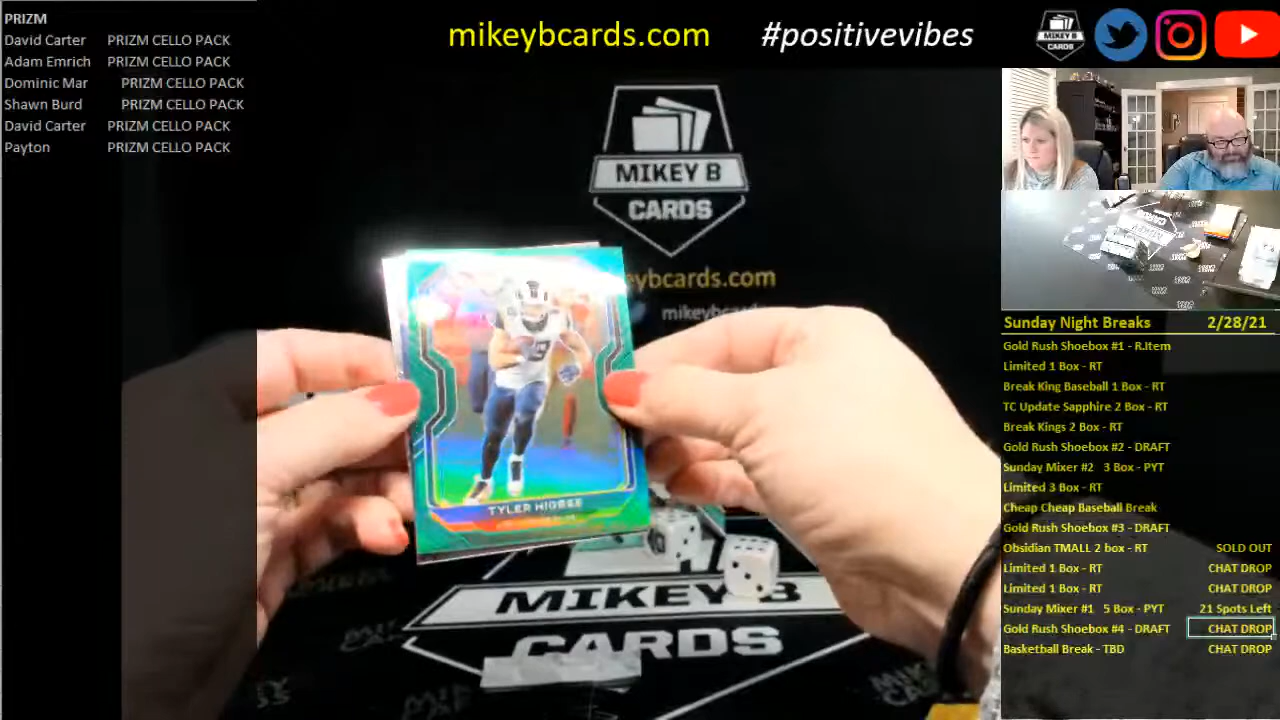 PRIZM
David Carter PRIZM CELLO PACK
Adam Emrich PRIZM CELLO PACK
Dominic Mar PRIZM CELLO PACK
Shawn Burd PRIZM CELLO PACK
David Carter PRIZM CELLO PACK
Payton PRIZM CELLO PACK
mikeybcards.com #positivevibes
MIKEY B
CARDS
MIKEY B
CARDS
ybcards.com
mikeybc
TYLER HIGBEE
MIKEY B
CARDS
Sunday Night Breaks 2/28/21
Gold Rush Shoebox #1 - R.Item
Limited 1 Box - RT
Break King Baseball 1 Box - RT
TC Update Sapphire 2 Box - RT
Break Kings 2 Box - RT
Gold Rush Shoebox #2 - DRAFT
Sunday Mixer #2 3 Box - PYT
Limited 3 Box - RT
Cheap Cheap Baseball Break
Gold Rush Shoebox #3 - DRAFT
Obsidian TMALL 2 box - RT SOLD OUT
Limited 1 Box - RT CHAT DROP
Limited 1 Box - RT CHAT DROP
Sunday Mixer #1 5 Box - PYT 21 Spots Left
Gold Rush Shoebox #4 - DRAFT CHAT DROP
Basketball Break - TBD CHAT DROP